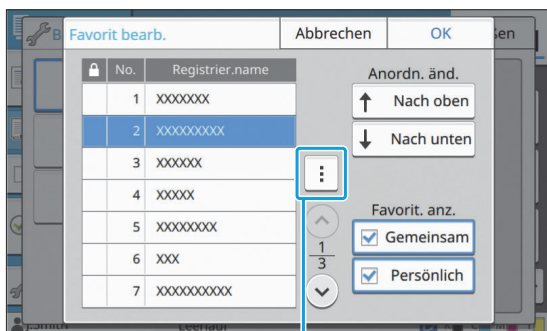 Favorit bearb.
Abbrechen
OK
No. Registrier.name
1 XXXXXXX
2 XXXXXXXXX
3 XXXXXX
4 XXXXX
5 XXXXXXXX
6 XXX
7 XXXXXXXXXX
1
3
Anordn. änd.
Nach oben
Nach unten
Favorit. anz.
Gemeinsam
Persönlich